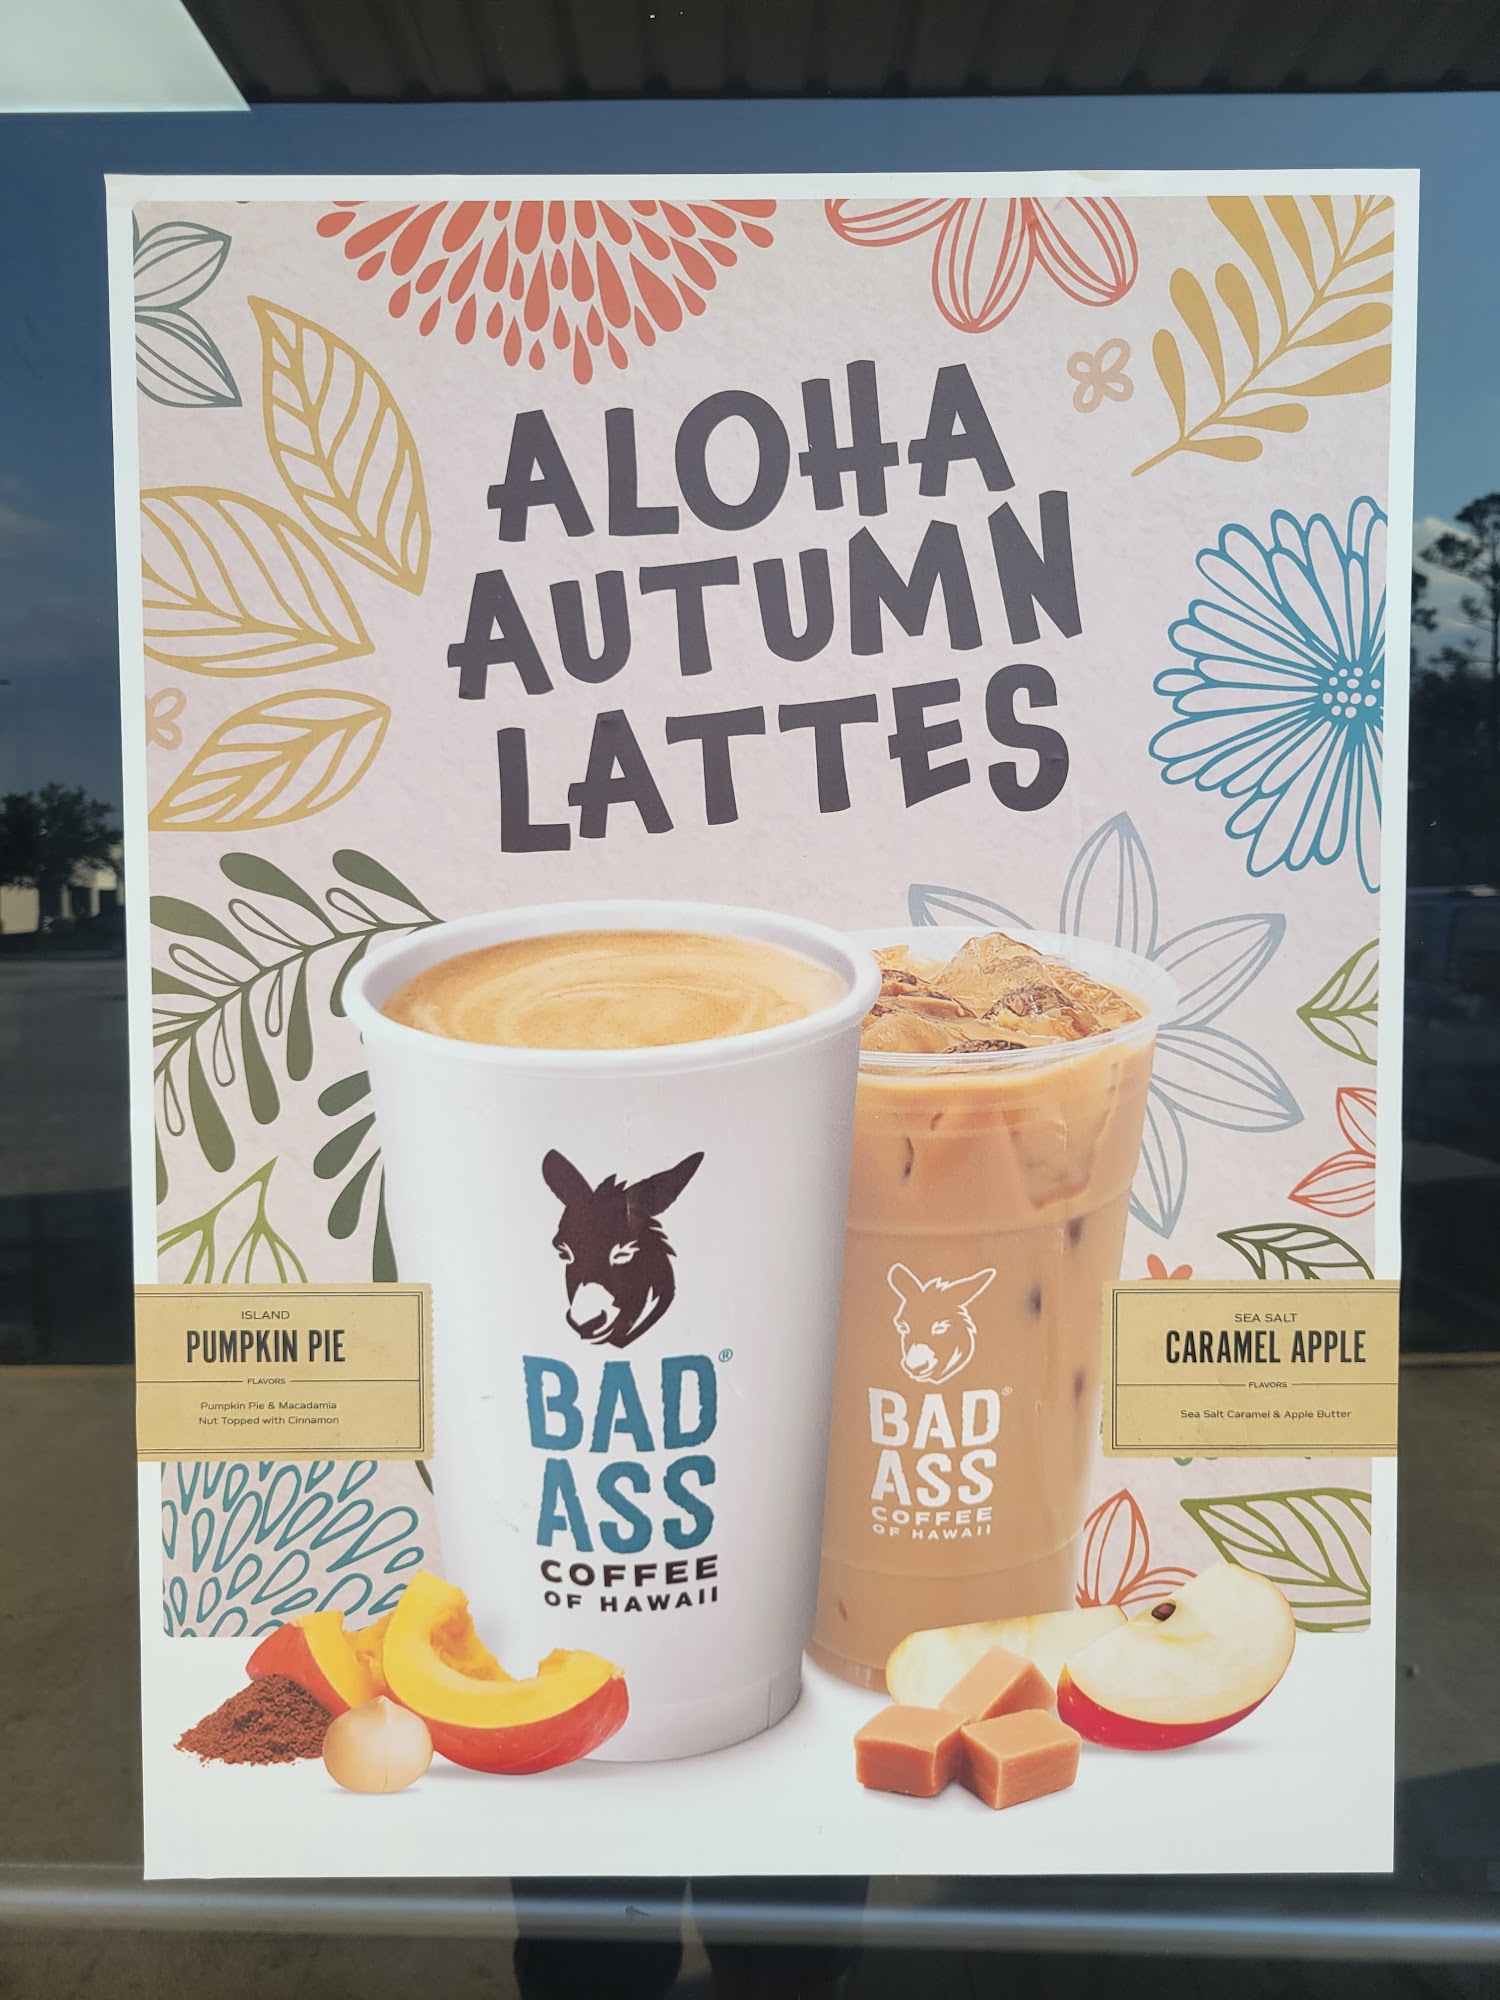 ALOHA
AUTUMN
LATTES
BAD
ASS
COFFEE
OF HAWAII
®
BAD
ASS
COFFEE
OF HAWAII
®
ISLAND
PUMPKIN PIE
FLAVORS
Pumpkin Pie & Macadamia
Nut Topped with Cinnamon
SEA SALT
CARAMEL APPLE
FLAVORS
Sea Salt Caramel & Apple Butter